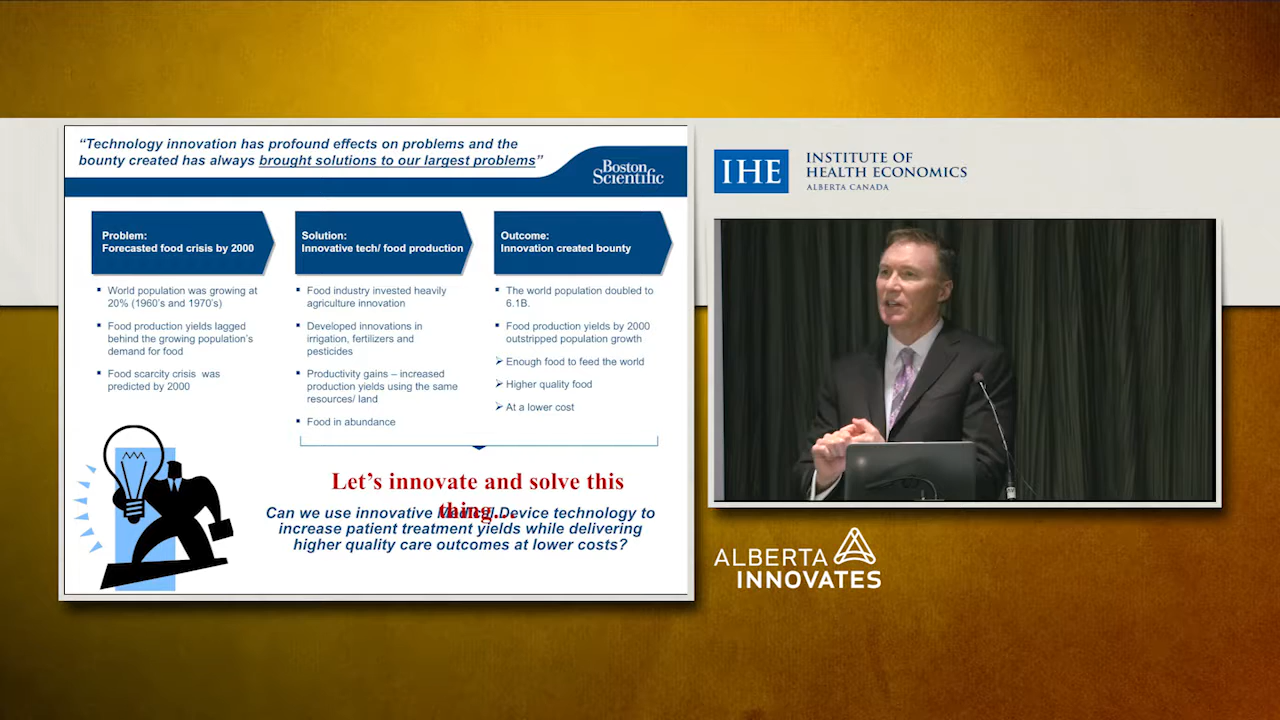 “Technology innovation has profound effects on problems and the
bounty created has always brought solutions to our largest problems”
Boston
Scientific
Problem:
Forecasted food crisis by 2000
▪ World population was growing at
20% (1960’s and 1970’s)
▪ Food production yields lagged
behind the growing population’s
demand for food
▪ Food scarcity crisis was
predicted by 2000
Solution:
Innovative tech/ food production
▪ Food industry invested heavily
agriculture innovation
▪ Developed innovations in
irrigation, fertilizers and
pesticides
▪ Productivity gains – increased
production yields using the same
resources/ land
▪ Food in abundance
Outcome:
Innovation created bounty
▪ The world population doubled to
6.1B.
▪ Food production yields by 2000
outstripped population growth
➢ Enough food to feed the world
➢ Higher quality food
➢ At a lower cost
Let’s innovate and solve this
thing...
Can we use innovative Medical Device technology to
increase patient treatment yields while delivering
higher quality care outcomes at lower costs?
IHE
INSTITUTE OF
HEALTH ECONOMICS
ALBERTA CANADA
ALBERTA
INNOVATES